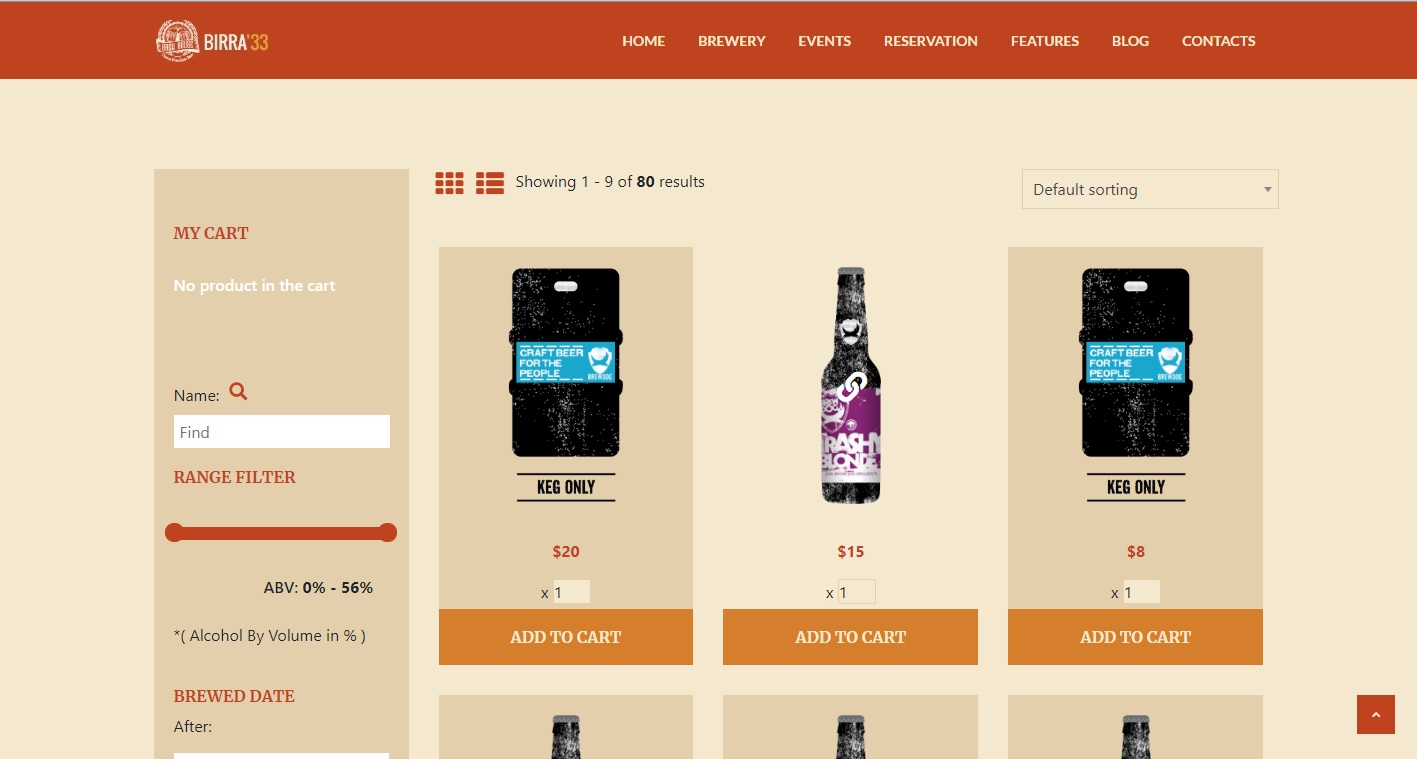 BREW HOUSE
BIRRA'33
HOME
BREWERY
EVENTS
RESERVATION
FEATURES
BLOG
CONTACTS
MY CART
No product in the cart
Name:
Find
RANGE FILTER
ABV: 0% - 56%
*( Alcohol By Volume in % )
BREWED DATE
After:
Showing 1 - 9 of 80 results
Default sorting
CRAFT BEER
FOR THE
PEOPLE
BREWDOG
KEG ONLY
$20
x 1
ADD TO CART
TRASHY
BLONDE
$15
x 1
ADD TO CART
CRAFT BEER
FOR THE
PEOPLE
BREWDOG
KEG ONLY
$8
x 1
ADD TO CART